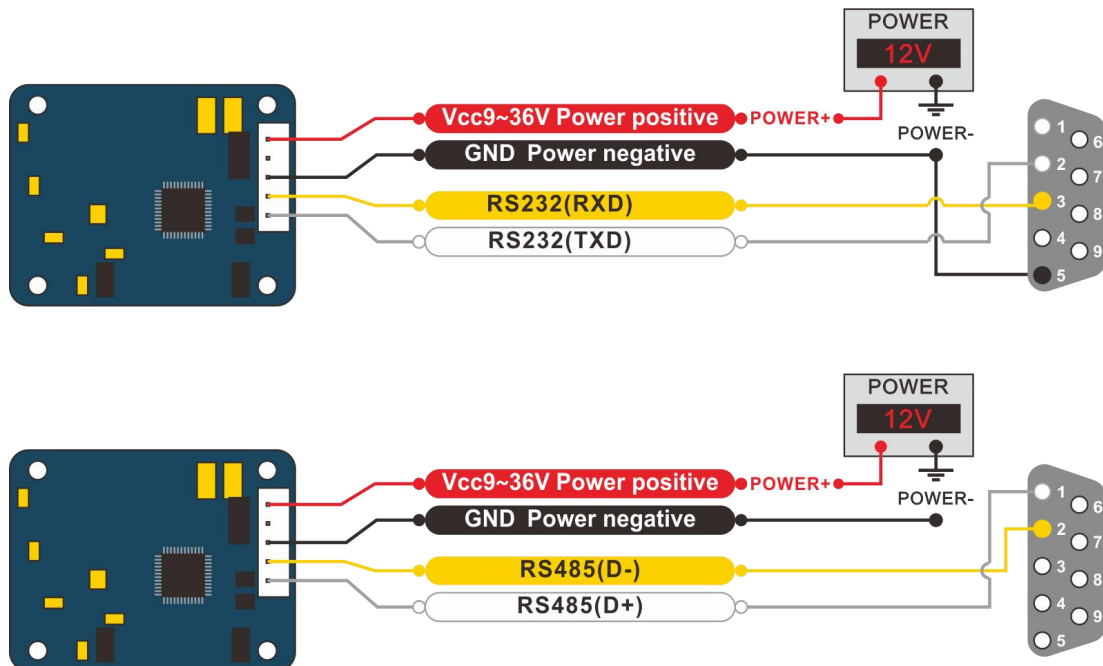 POWER
12V
Vcc9~36V Power positive
POWER+
POWER-
GND Power negative
RS232(RXD)
RS232(TXD)
1
6
2
7
3
8
4
9
5
POWER
12V
Vcc9~36V Power positive
POWER+
POWER-
GND Power negative
RS485(D-)
RS485(D+)
1
6
2
7
3
8
4
9
5